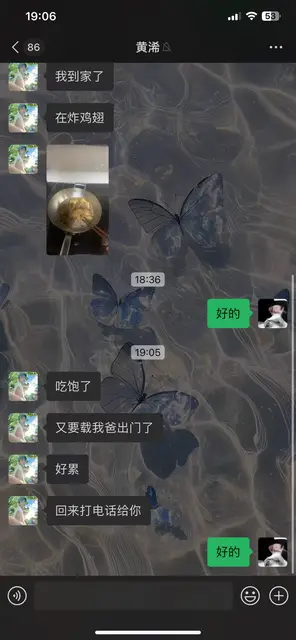 19:06
53
86
黄浠
我到家了
在炸鸡翅
18:36
好的
19:05
吃饱了
又要载我爸出门了
好累
回来打电话给你
好的